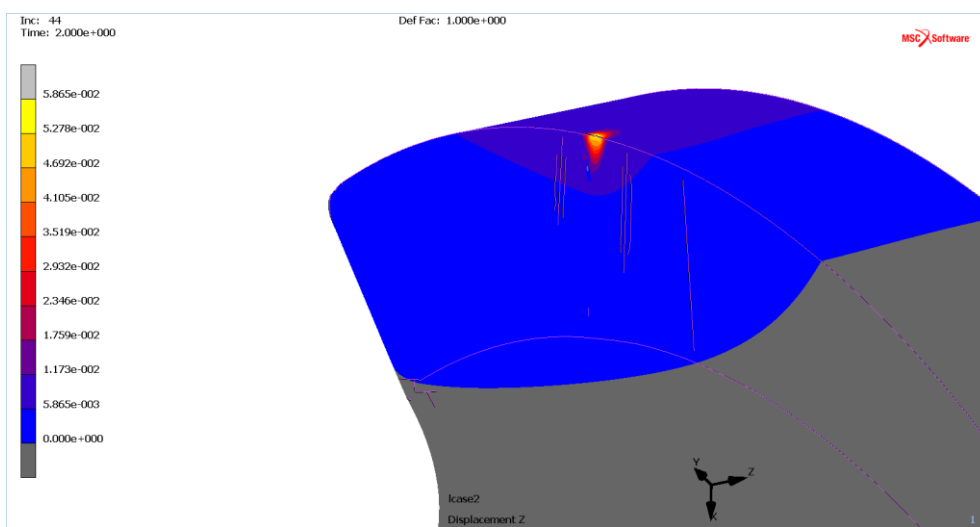 Inc: 44
Time: 2.000e+000
Def Fac: 1.000e+000
MSC Software
5.865e-002
5.278e-002
4.692e-002
4.105e-002
3.519e-002
2.932e-002
2.346e-002
1.759e-002
1.173e-002
5.865e-003
0.000e+000
Y
Z
X
lcase2
Displacement Z
1